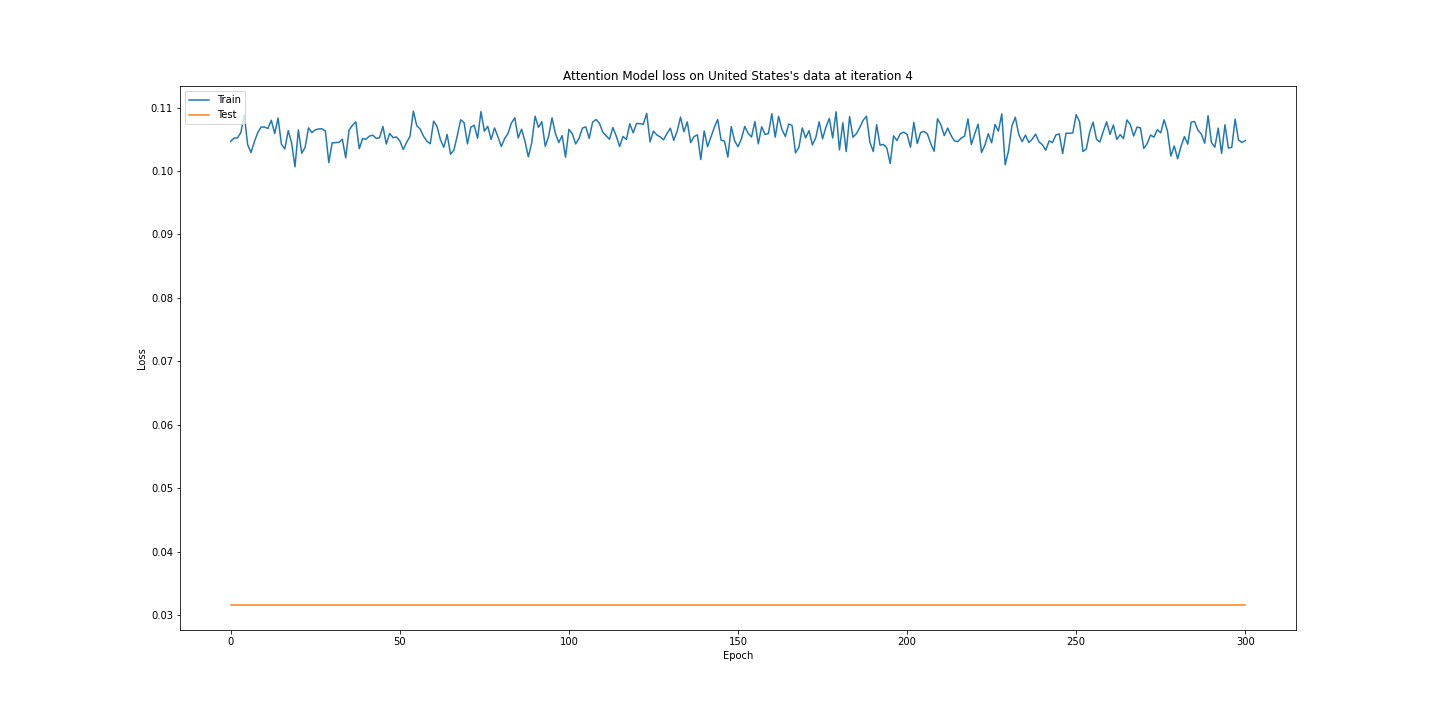 Attention Model loss on United States's data at iteration 4
Train
Test
0.11
0.10
0.09
0.08
0.07
0.06
0.05
0.04
0.03
Loss
0 50 100 150 200 250 300
Epoch